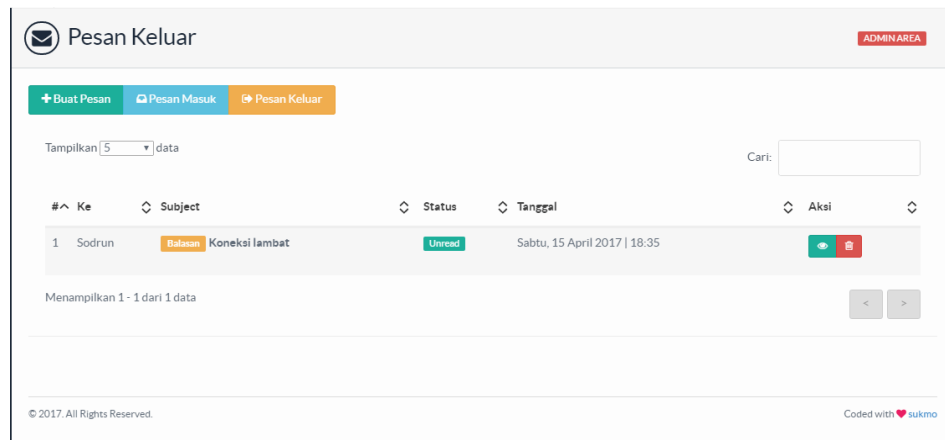 Pesan Keluar
ADMIN AREA
Buat Pesan Pesan Masuk Pesan Keluar
Tampilkan 5 data
Cari:
# Ke Subject Status Tanggal Aksi
1 Sodrun Balasan Koneksi lambat Unread Sabtu, 15 April 2017 | 18:35
Menampilkan 1 - 1 dari 1 data
< >
© 2017. All Rights Reserved.
Coded with ❤ sukmo